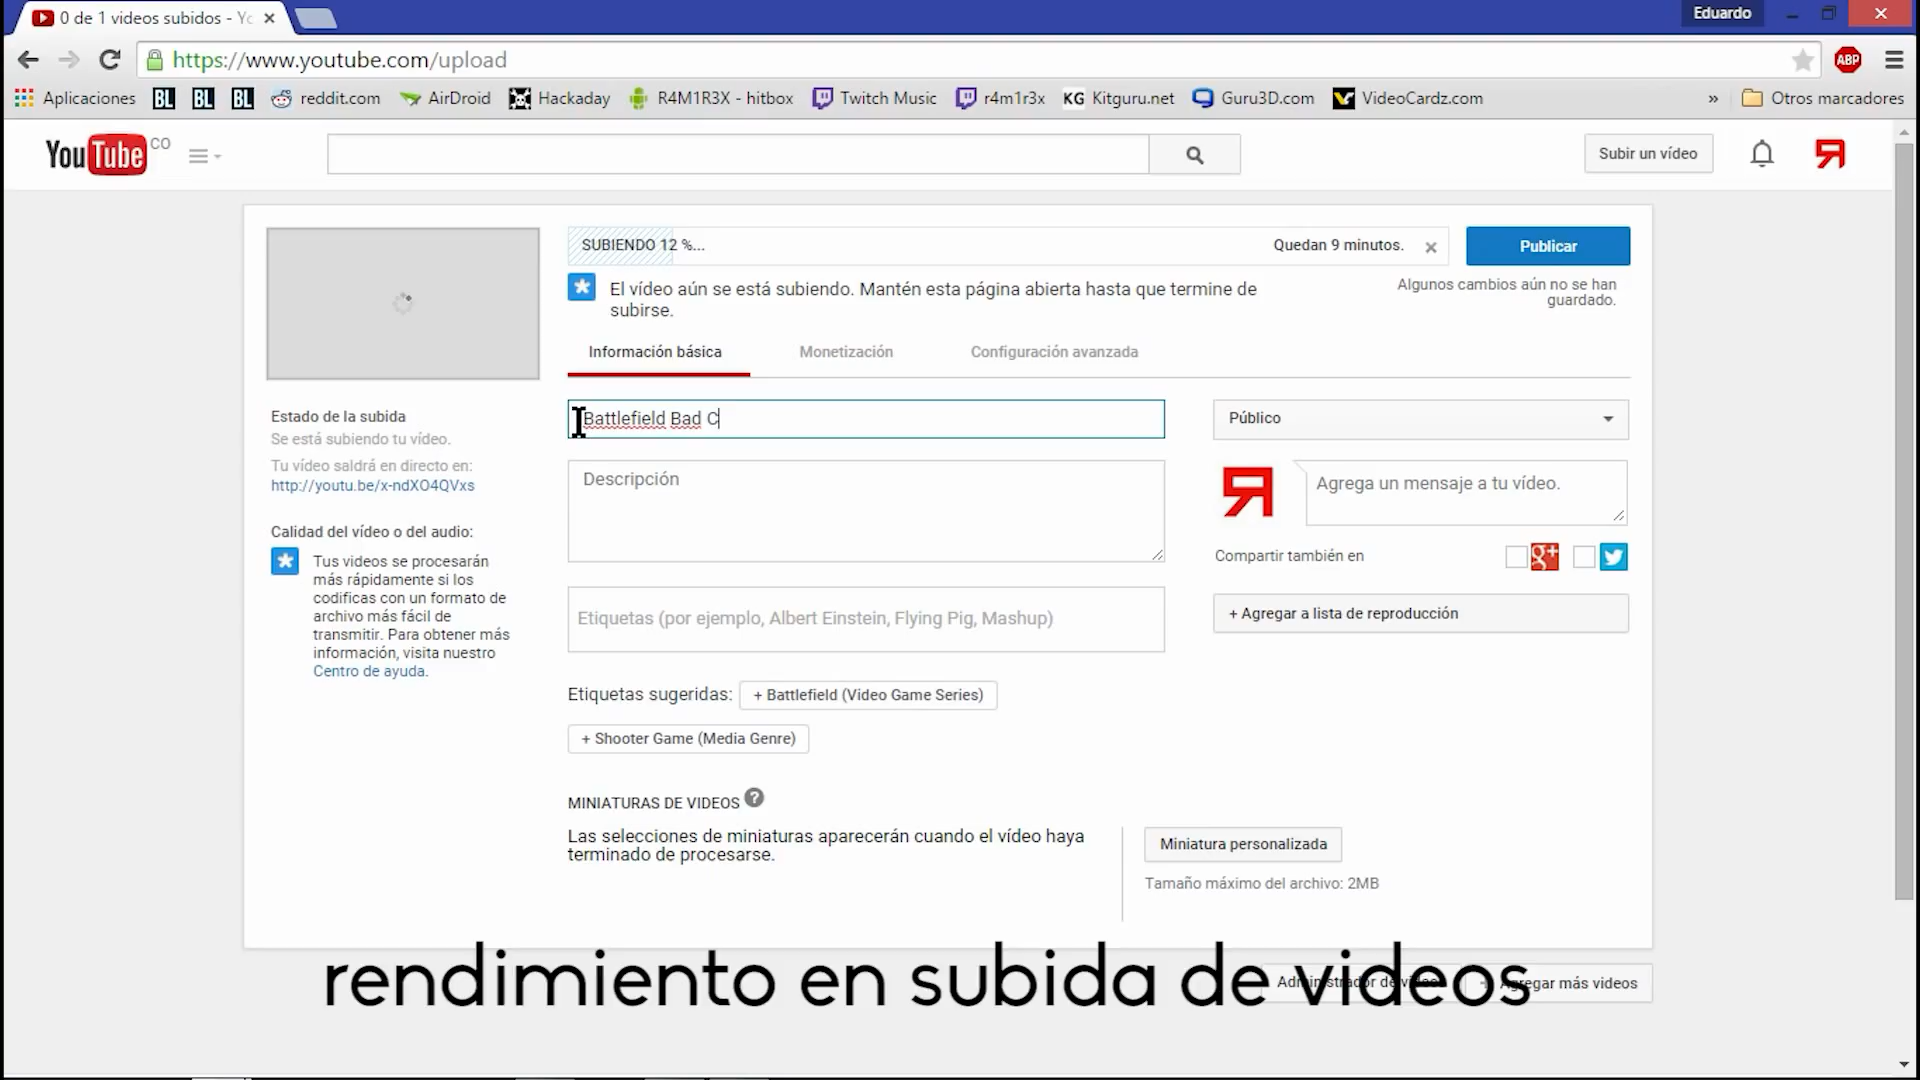 0 de 1 videos subidos - Yo
Eduardo
https://www.youtube.com/upload
ABP
Aplicaciones
BL
BL
BL
reddit.com
AirDroid
Hackaday
R4M1R3X - hitbox
Twitch Music
r4m1r3x
KG
Kitguru.net
Guru3D.com
VideoCardz.com
»
Otros marcadores
YouTube CO
Subir un vídeo
SUBIENDO 12 %...
Quedan 9 minutos.
Publicar
El vídeo aún se está subiendo. Mantén esta página abierta hasta que termine de
subirse.
Algunos cambios aún no se han
guardado.
Información básica
Monetización
Configuración avanzada
Battlefield Bad C
Público
Estado de la subida
Se está subiendo tu vídeo.
Tu vídeo saldrá en directo en:
http://youtu.be/x-ndXO4QVxs
Descripción
Agrega un mensaje a tu vídeo.
Calidad del vídeo o del audio:
Tus videos se procesarán
más rápidamente si los
codificas con un formato de
archivo más fácil de
transmitir. Para obtener más
información, visita nuestro
Centro de ayuda.
Compartir también en
g+
Etiquetas (por ejemplo, Albert Einstein, Flying Pig, Mashup)
+ Agregar a lista de reproducción
Etiquetas sugeridas:
+ Battlefield (Video Game Series)
+ Shooter Game (Media Genre)
MINIATURAS DE VIDEOS ?
Las selecciones de miniaturas aparecerán cuando el vídeo haya
terminado de procesarse.
Miniatura personalizada
Tamaño máximo del archivo: 2MB
Administrador de videos
+ Agregar más videos
rendimiento en subida de videos